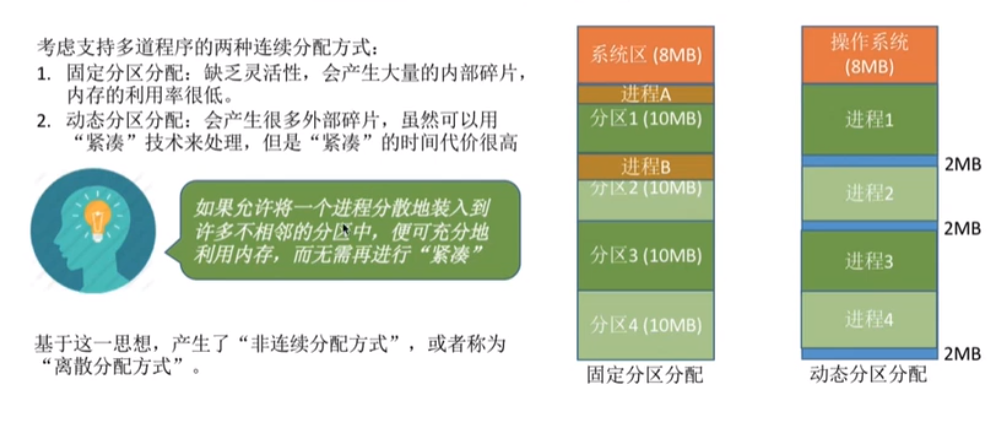 考虑支持多道程序的两种连续分配方式：
1. 固定分区分配：缺乏灵活性，会产生大量的内部碎片，
内存的利用率很低。
2. 动态分区分配：会产生很多外部碎片，虽然可以用
“紧凑”技术来处理，但是“紧凑”的时间代价很高
如果允许将一个进程分散地装入到
许多不相邻的分区中，便可充分地
利用内存，而无需再进行“紧凑”
基于这一思想，产生了“非连续分配方式”，或者称为
“离散分配方式”。
系统区 (8MB)
进程A
分区1 (10MB)
进程B
分区2 (10MB)
分区3 (10MB)
分区4 (10MB)
固定分区分配
操作系统
(8MB)
进程1
2MB
进程2
2MB
进程3
进程4
2MB
动态分区分配